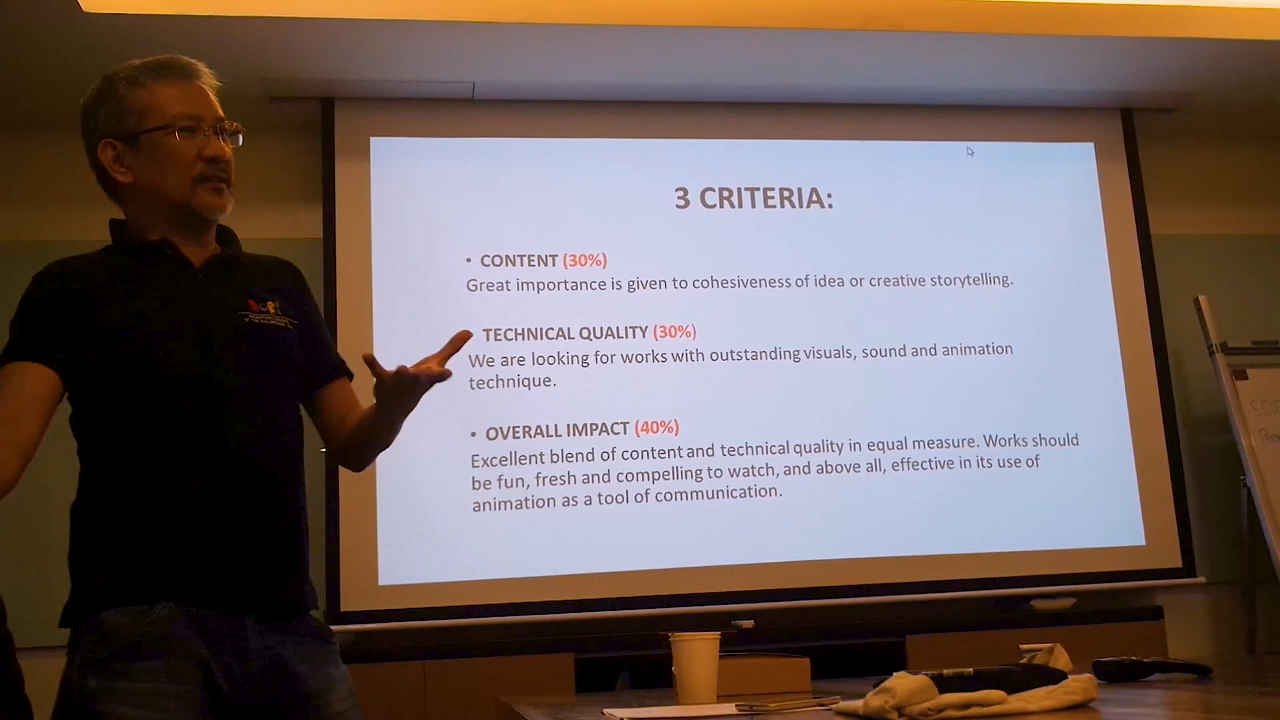 3 CRITERIA:
• CONTENT (30%)
Great importance is given to cohesiveness of idea or creative storytelling.
• TECHNICAL QUALITY (30%)
We are looking for works with outstanding visuals, sound and animation
technique.
• OVERALL IMPACT (40%)
Excellent blend of content and technical quality in equal measure. Works should
be fun, fresh and compelling to watch, and above all, effective in its use of
animation as a tool of communication.